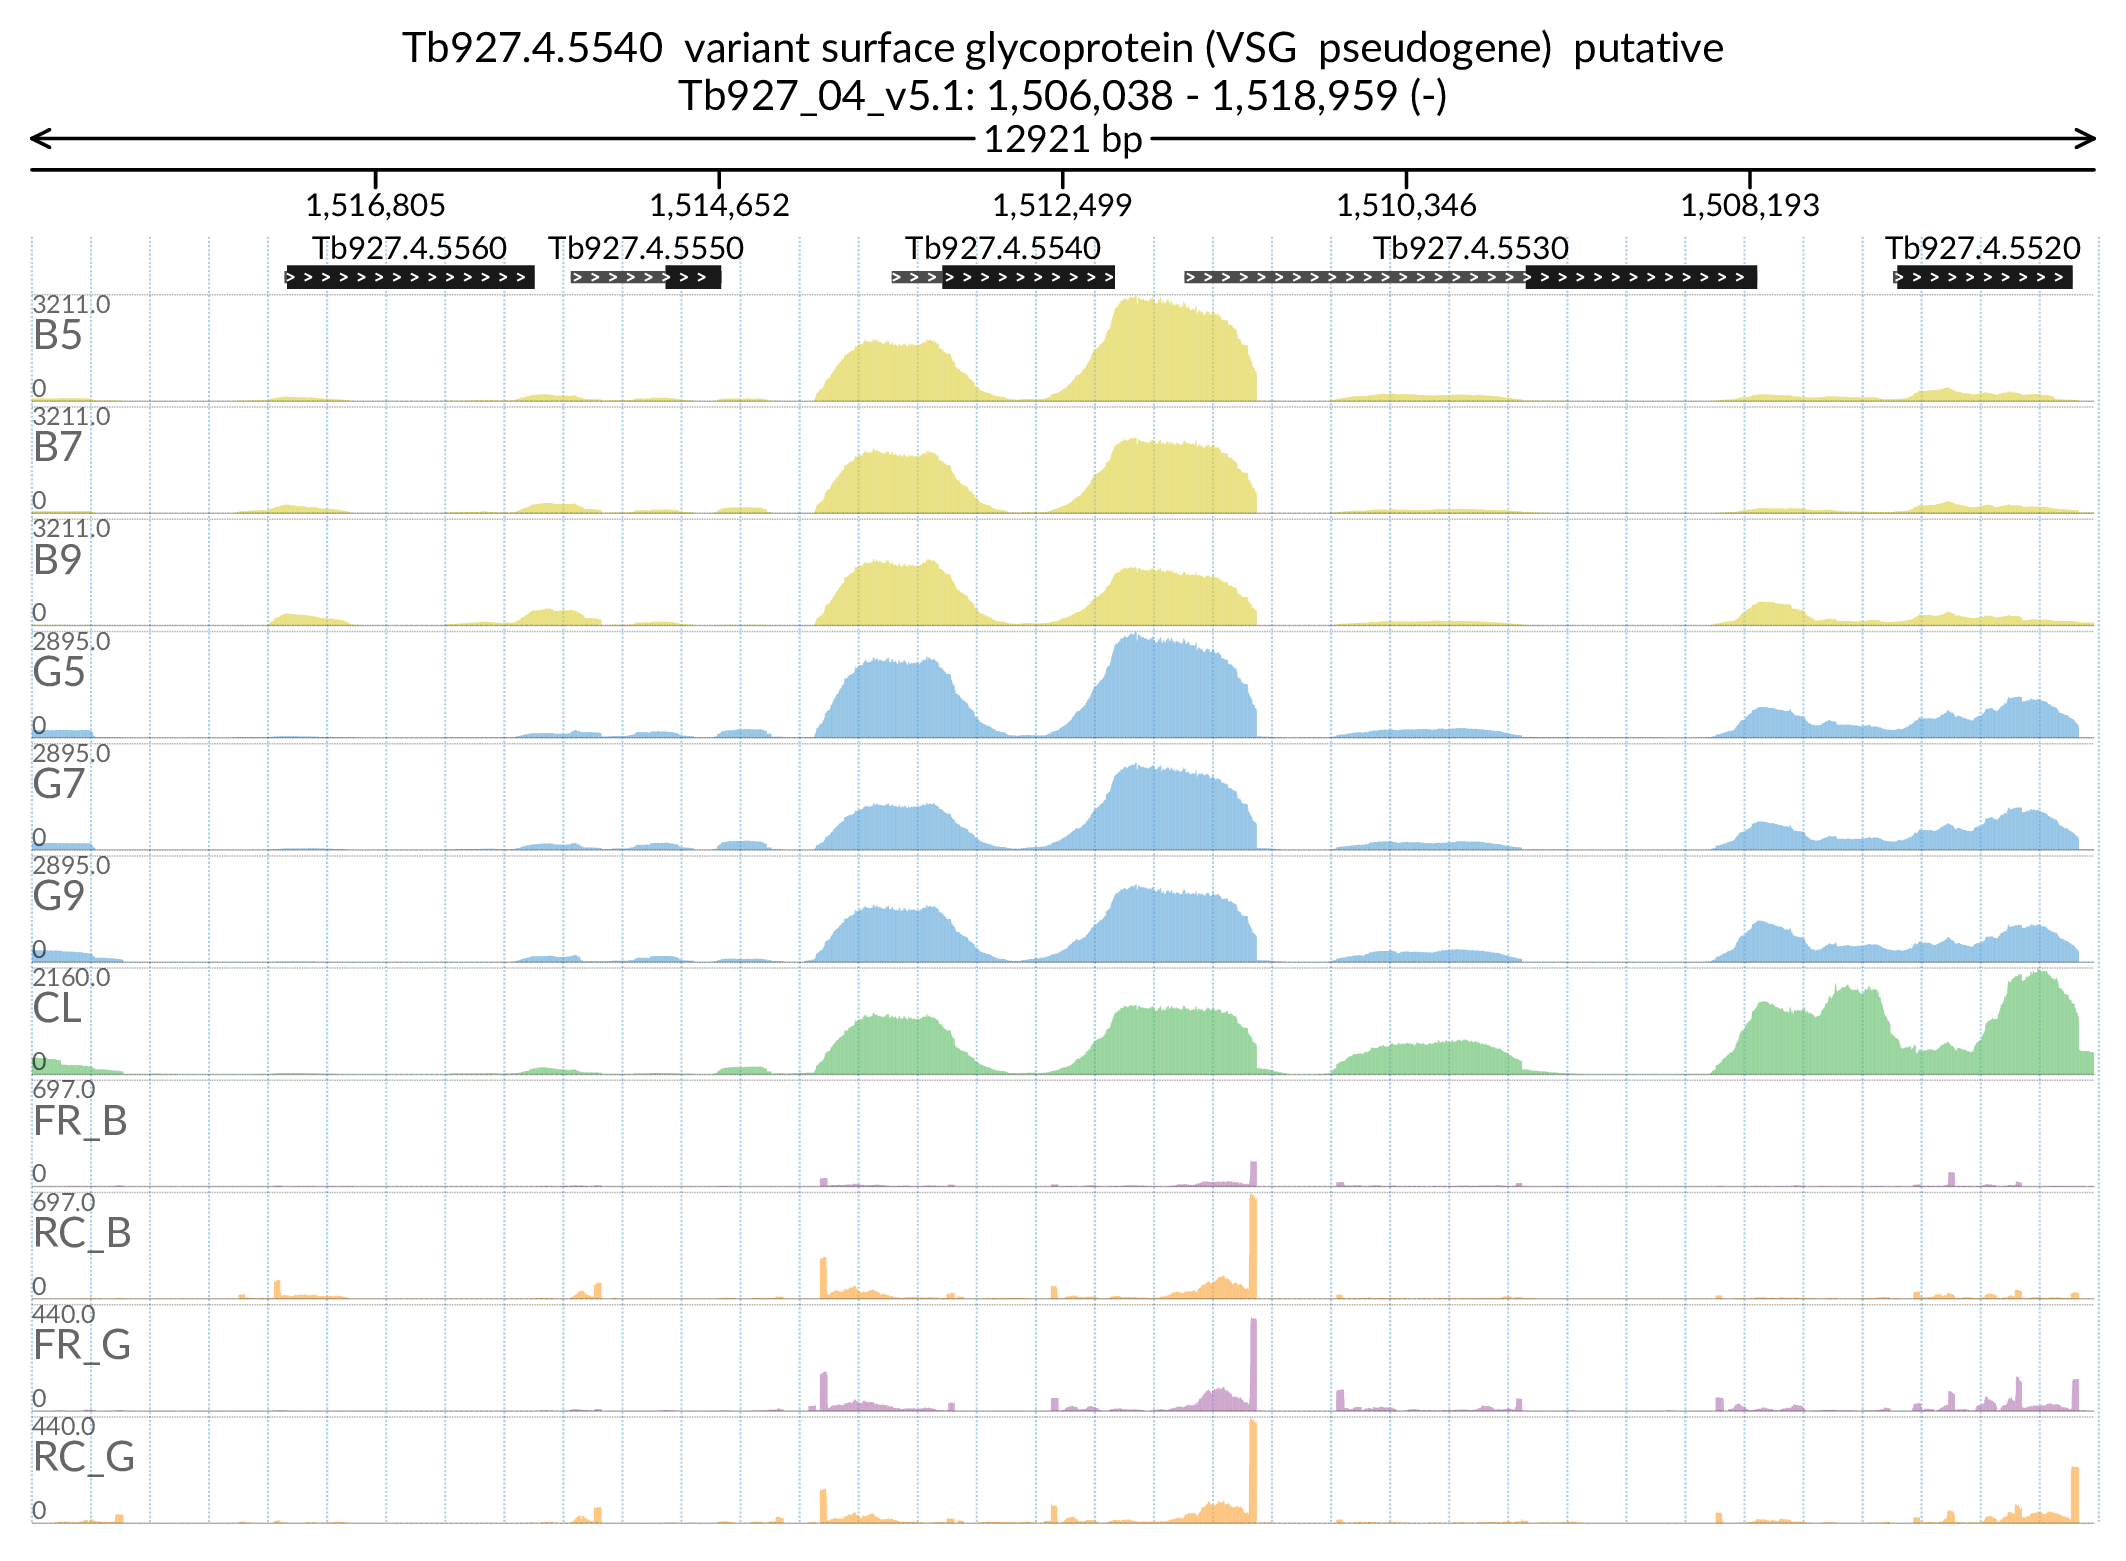 Tb927.4.5540 variant surface glycoprotein (VSG pseudogene) putative
Tb927_04_v5.1: 1,506,038 - 1,518,959 (-)
12921 bp
1,516,805 1,514,652 1,512,499 1,510,346 1,508,193
Tb927.4.5560 Tb927.4.5550 Tb927.4.5540 Tb927.4.5530 Tb927.4.5520
3211.0
B5
0
3211.0
B7
0
3211.0
B9
0
2895.0
G5
0
2895.0
G7
0
2895.0
G9
0
2160.0
CL
0
697.0
FR_B
0
697.0
RC_B
0
440.0
FR_G
0
440.0
RC_G
0